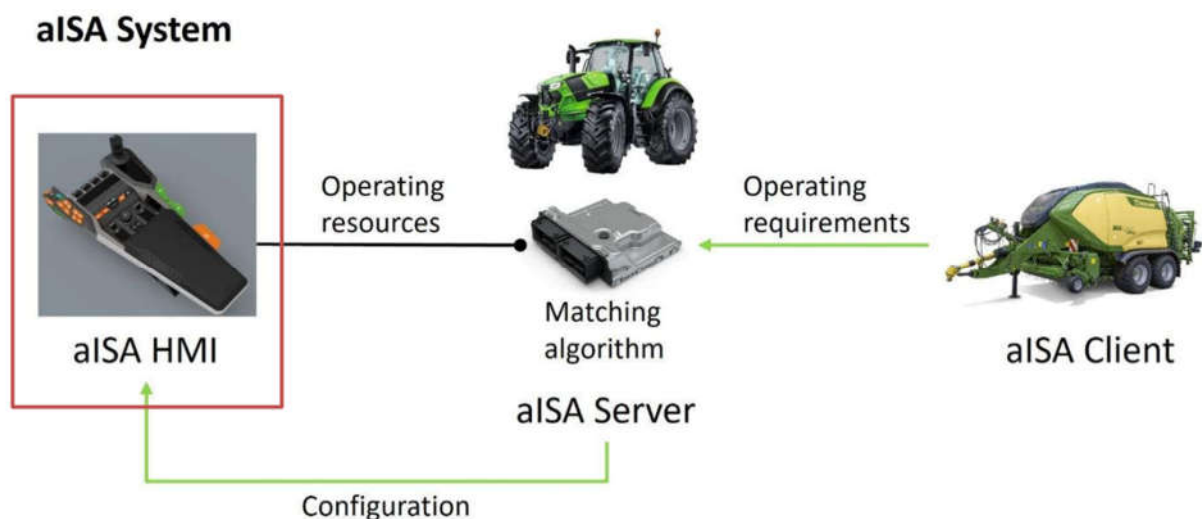 aISA System
Operating
resources
Operating
requirements
Matching
algorithm
aISA HMI
aISA Client
aISA Server
Configuration